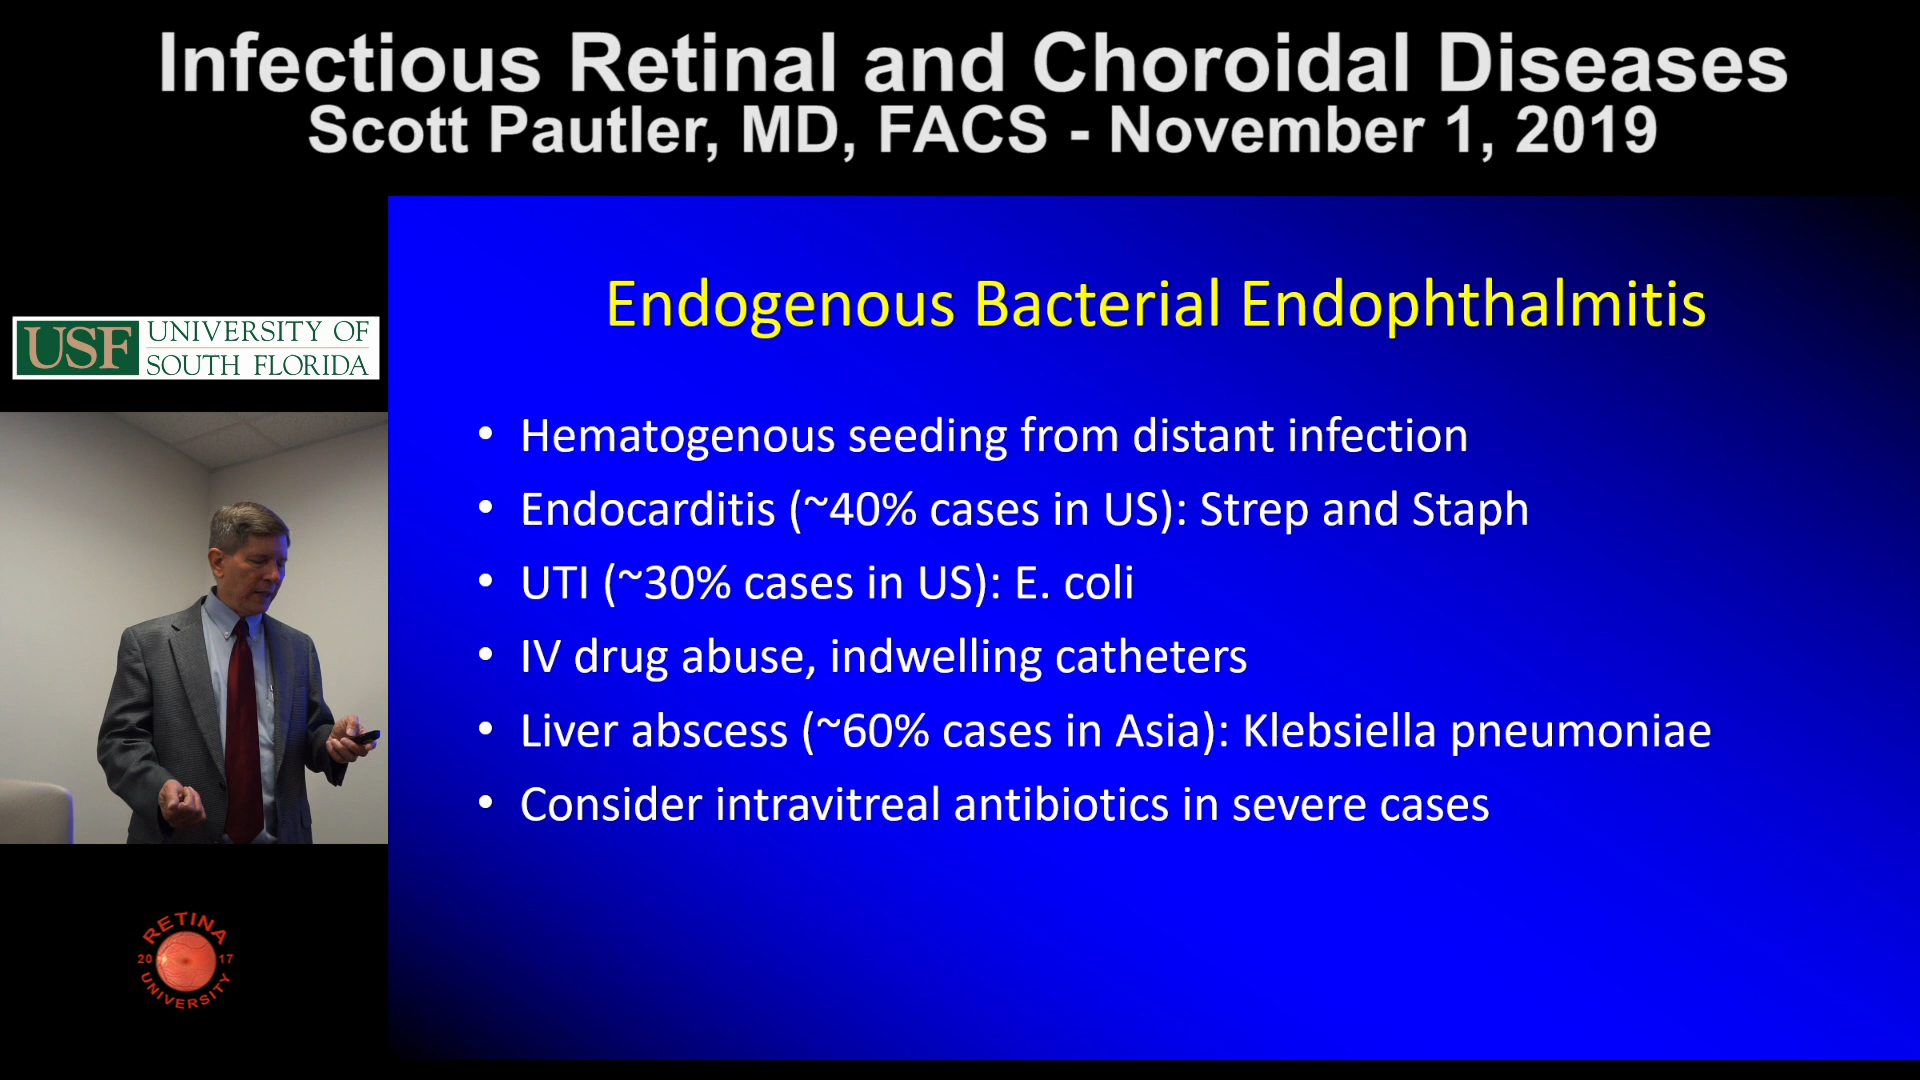 Infectious Retinal and Choroidal Diseases
Scott Pautler, MD, FACS - November 1, 2019
USF UNIVERSITY OF
SOUTH FLORIDA
Endogenous Bacterial Endophthalmitis
• Hematogenous seeding from distant infection
• Endocarditis (~40% cases in US): Strep and Staph
• UTI (~30% cases in US): E. coli
• IV drug abuse, indwelling catheters
• Liver abscess (~60% cases in Asia): Klebsiella pneumoniae
• Consider intravitreal antibiotics in severe cases
RETINA
20 17
UNIVERSITY